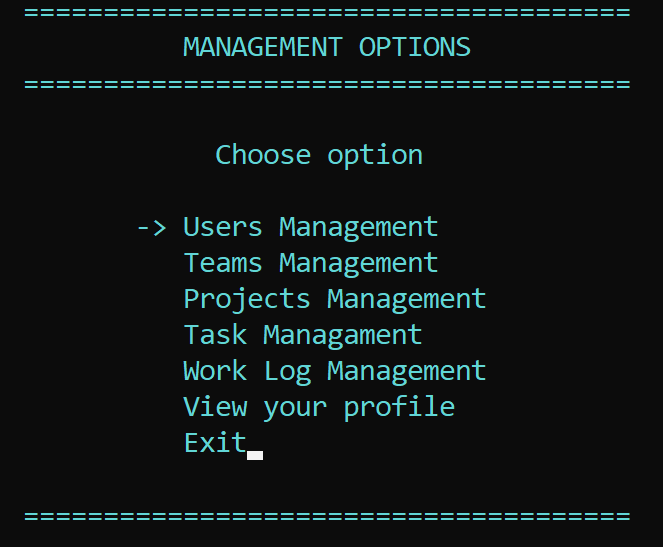 ======================================
MANAGEMENT OPTIONS
======================================
Choose option
-> Users Management
Teams Management
Projects Management
Task Managament
Work Log Management
View your profile
Exit
======================================